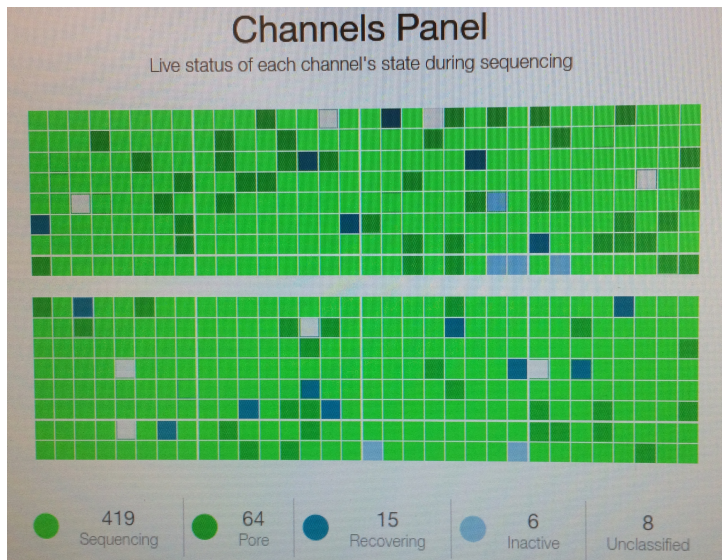 Channels Panel
Live status of each channel's state during sequencing
419 64 15 6 8
Sequencing Pore Recovering Inactive Unclassified